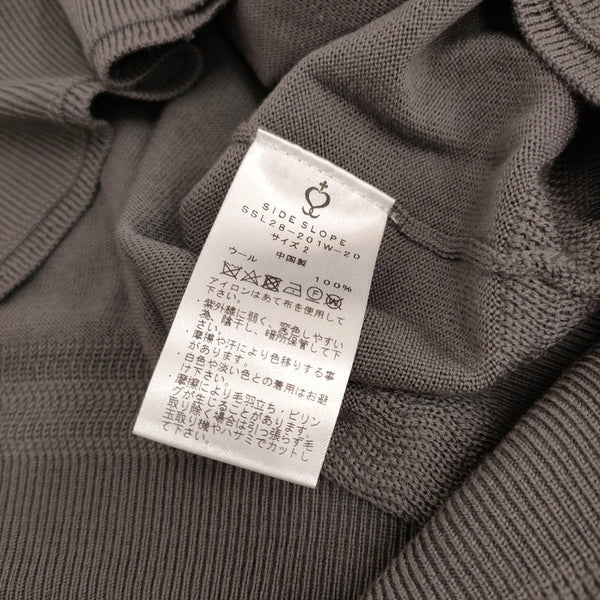 SIDE SLOPE
SSL28-201W-20
サイズ2
中国製
ウール 100%
アイロンはあて布を使用して
下さい。
・紫外線に弱く、変色しやすい
為、陰干し、暗所保管して下
さい。
・摩擦や汗により色移りする事
があります。
・白色や淡い色との着用はお避
け下さい。
・摩擦により毛羽立ち・ピリン
グが生じることがあります。
取り除く場合は引っ張らず毛
玉取り機やハサミでカットし
て下さい。